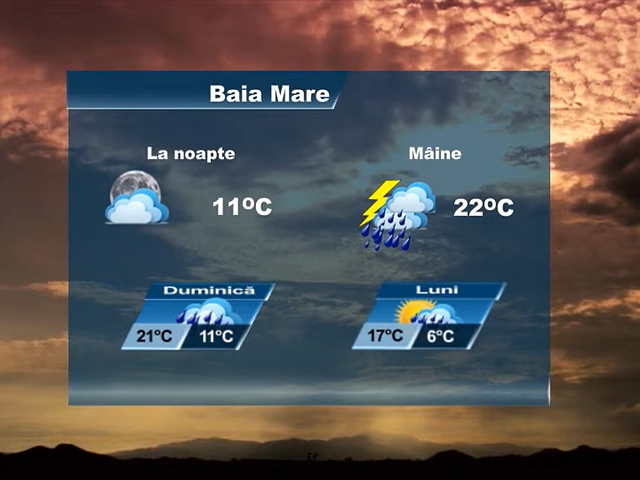 Baia Mare
La noapte
Mâine
11ºC
22ºC
Duminică
Luni
21ºC
11ºC
17ºC
6ºC